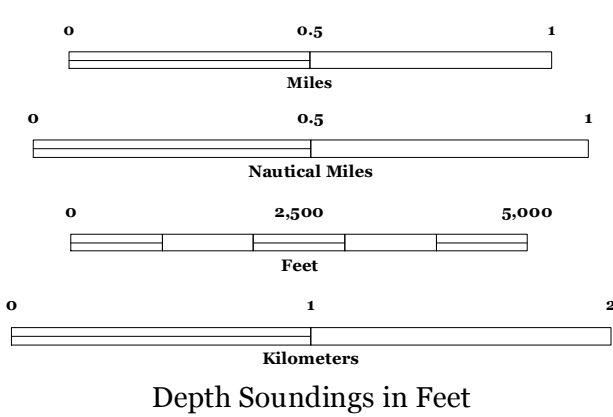 0 0.5 1
Miles
0 0.5 1
Nautical Miles
0 2,500 5,000
Feet
0 1 2
Kilometers
Depth Soundings in Feet